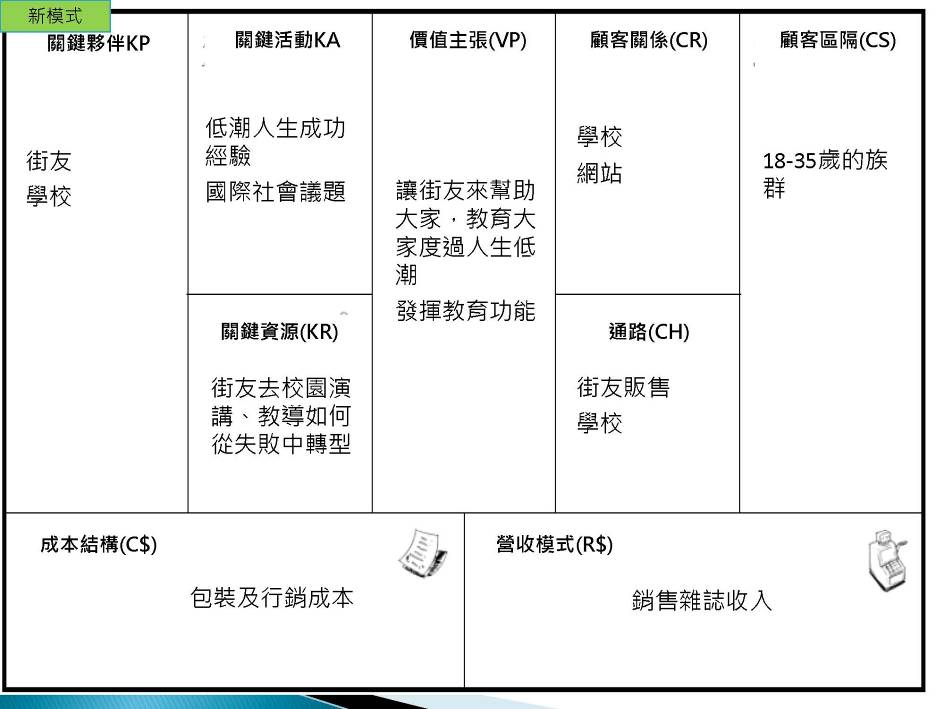 新模式
關鍵夥伴KP
街友
學校
關鍵活動KA
低潮人生成功
經驗
國際社會議題
關鍵資源(KR)
街友去校園演
講、教導如何
從失敗中轉型
價值主張(VP)
讓街友來幫助
大家，教育大
家度過人生低
潮
發揮教育功能
顧客關係(CR)
學校
網站
通路(CH)
街友販售
學校
顧客區隔(CS)
18-35歲的族
群
成本結構(C$)
包裝及行銷成本
營收模式(R$)
銷售雜誌收入